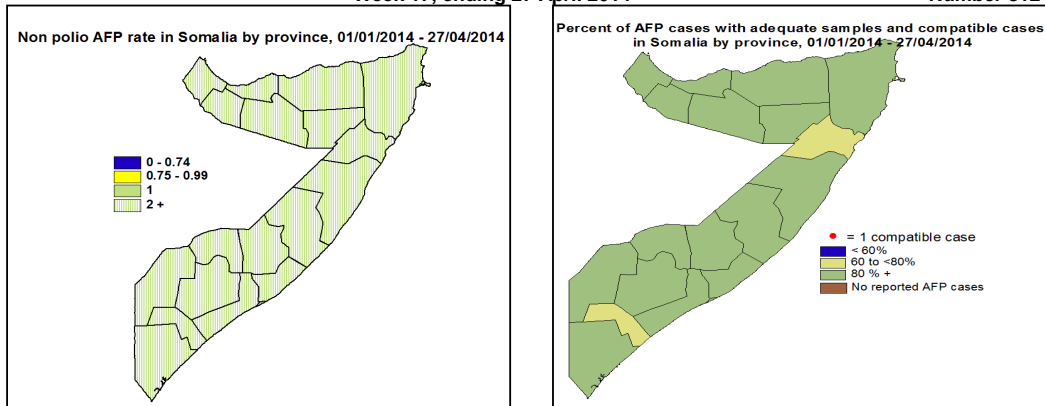 Non polio AFP rate in Somalia by province, 01/01/2014 - 27/04/2014
0 - 0.74
0.75 - 0.99
1
2 +
Percent of AFP cases with adequate samples and compatible cases
in Somalia by province, 01/01/2014 - 27/04/2014
= 1 compatible case
< 60%
60 to <80%
80 % +
No reported AFP cases